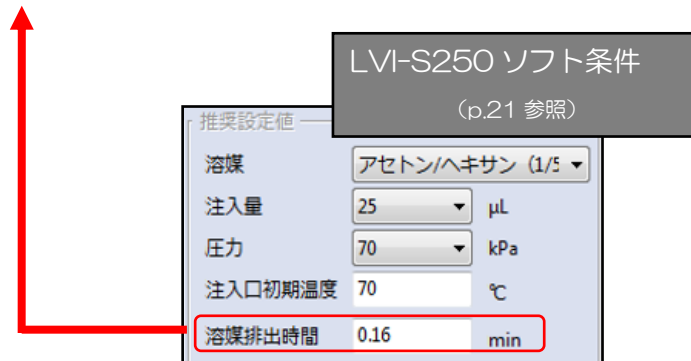 LVI-S250 ソフト条件
（p.21 参照）
推奨設定値
溶媒 アセトン/ヘキサン（1/5
注入量 25 µL
圧力 70 kPa
注入口初期温度 70 ℃
溶媒排出時間 0.16 min